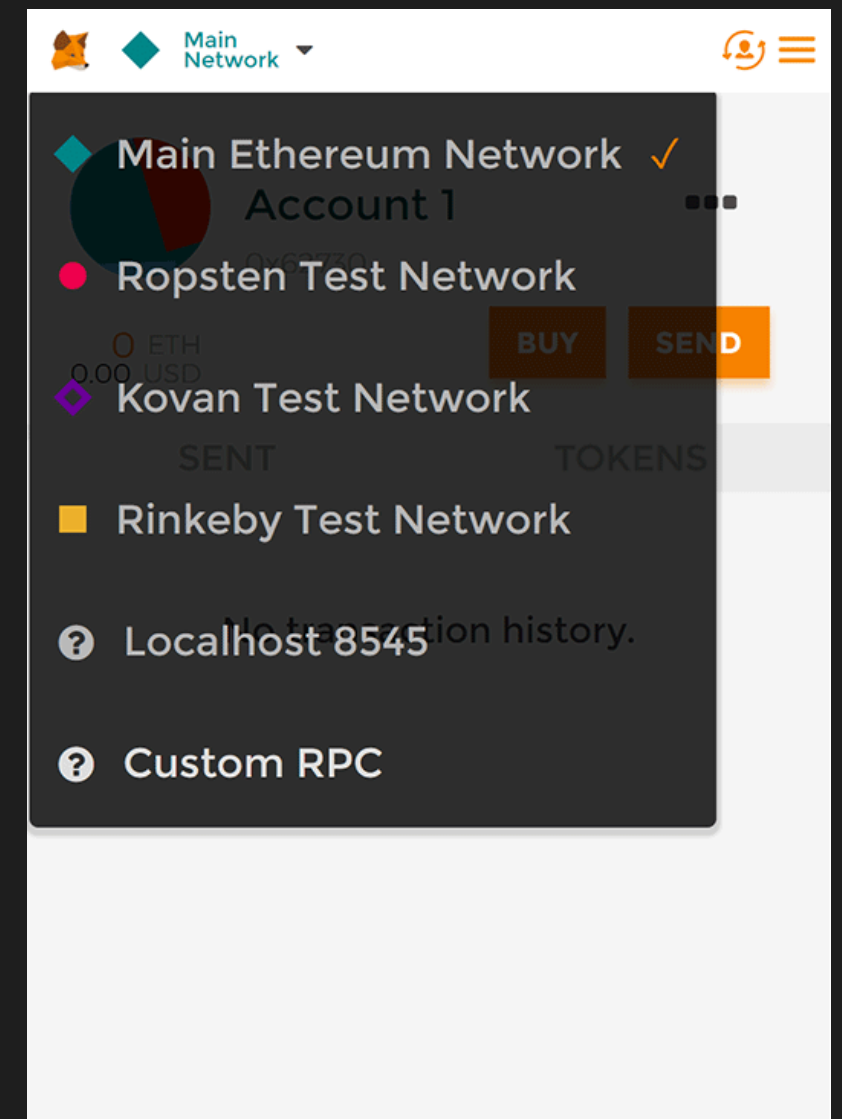 Main
Network
Main Ethereum Network
Account 1
0x62730
Ropsten Test Network
0 ETH
0.00 USD
BUY
SEND
Kovan Test Network
SENT
TOKENS
Rinkeby Test Network
No transaction history.
Localhost 8545
Custom RPC